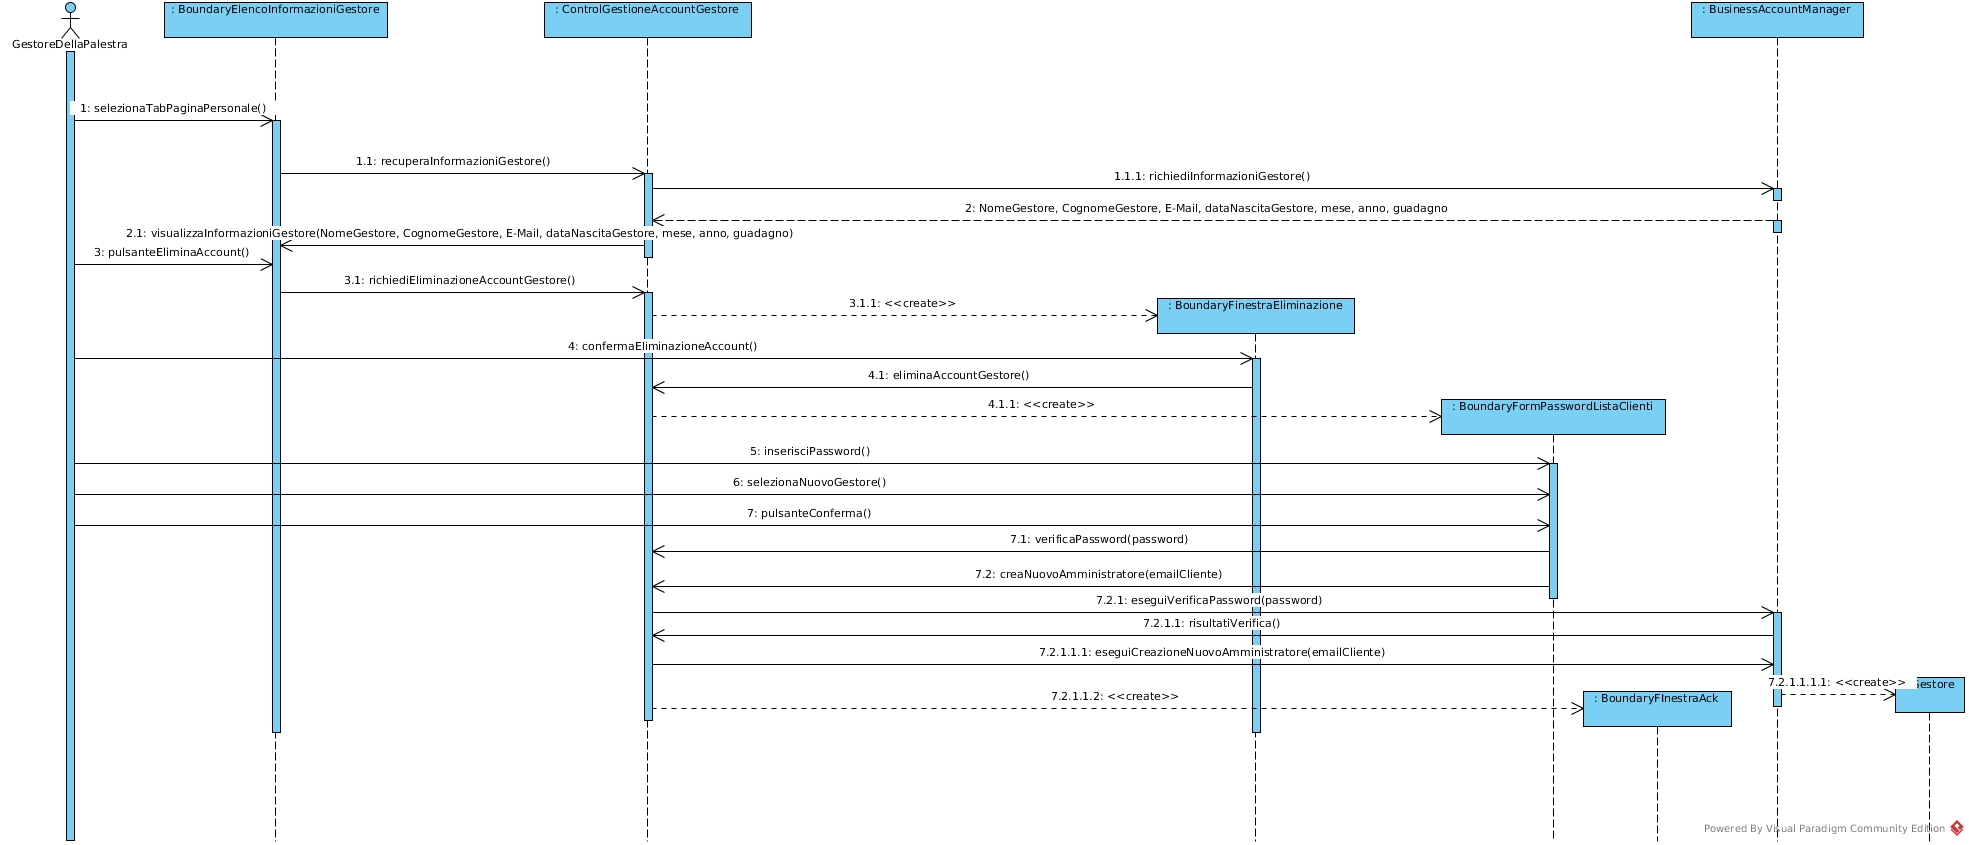 : BoundaryElencoInformazioniGestore
: ControlGestioneAccountGestore
: BusinessAccountManager
GestoreDellaPalestra
1: selezionaTabPaginaPersonale()
1.1: recuperaInformazioniGestore()
1.1.1: richiediInformazioniGestore()
2: NomeGestore, CognomeGestore, E-Mail, dataNascitaGestore, mese, anno, guadagno
2.1: visualizzaInformazioniGestore(NomeGestore, CognomeGestore, E-Mail, dataNascitaGestore, mese, anno, guadagno)
3: pulsanteEliminaAccount()
3.1: richiediEliminazioneAccountGestore()
3.1.1: <<create>>
: BoundaryFinestraEliminazione
4: confermaEliminazioneAccount()
4.1: eliminaAccountGestore()
4.1.1: <<create>>
: BoundaryFormPasswordListaClienti
5: inserisciPassword()
6: selezionaNuovoGestore()
7: pulsanteConferma()
7.1: verificaPassword(password)
7.2: creaNuovoAmministratore(emailCliente)
7.2.1: eseguiVerificaPassword(password)
7.2.1.1: risultatiVerifica()
7.2.1.1.1: eseguiCreazioneNuovoAmministratore(emailCliente)
7.2.1.1.1.1: <<create>>
Gestore
7.2.1.1.2: <<create>>
: BoundaryFInestraAck
Powered By Visual Paradigm Community Edition